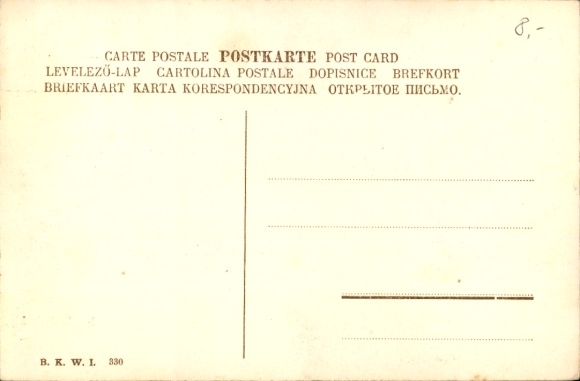 8,-
CARTE POSTALE POSTKARTE POST CARD
LEVELEZŐ-LAP CARTOLINA POSTALE DOPISNICE BREFKORT
BRIEFKAART KARTA KORESPONDENCYJNA ОТКРЫТОЕ ПИСЬМО.
B. K. W. I. 330